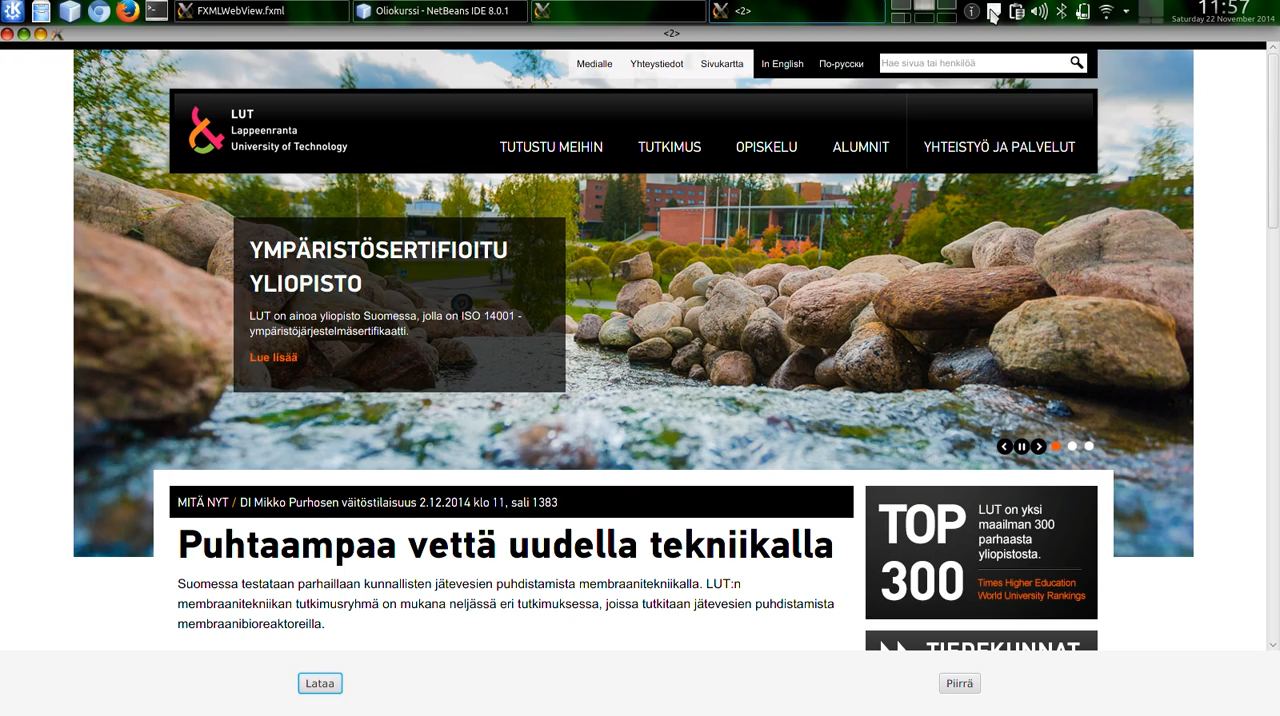 FXMLWebView.fxml
Oliokurssi - NetBeans IDE 8.0.1
<2>
11:57
Saturday 22 November 2014
<2>
Medialle
Yhteystiedot
Sivukartta
In English
По-русски
Hae sivua tai henkilöä
LUT
Lappeenranta
University of Technology
TUTUSTU MEIHIN
TUTKIMUS
OPISKELU
ALUMNIT
YHTEISTYÖ JA PALVELUT
YMPÄRISTÖSERTIFIOITU
YLIOPISTO
LUT on ainoa yliopisto Suomessa, jolla on ISO 14001 -
ympäristöjärjestelmäsertifikaatti.
Lue lisää
MITÄ NYT / DI Mikko Purhosen väitöstilaisuus 2.12.2014 klo 11, sali 1383
Puhtaampaa vettä uudella tekniikalla
Suomessa testataan parhaillaan kunnallisten jätevesien puhdistamista membraanitekniikalla. LUT:n
membraanitekniikan tutkimusryhmä on mukana neljässä eri tutkimuksessa, joissa tutkitaan jätevesien puhdistamista
membraanibioreaktoreilla.
TOP
300
LUT on yksi
maailman 300
parhaasta
yliopistosta.
Times Higher Education
World University Rankings
TIEDEKUNNAT
Lataa
Piirrä